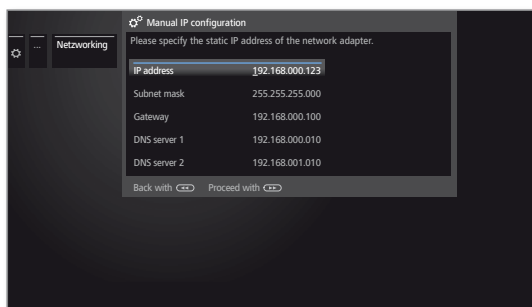 Manual IP configuration
... Netzworking
Please specify the static IP address of the network adapter.
IP address 192.168.000.123
Subnet mask 255.255.255.000
Gateway 192.168.000.100
DNS server 1 192.168.000.010
DNS server 2 192.168.001.010
Back with Proceed with